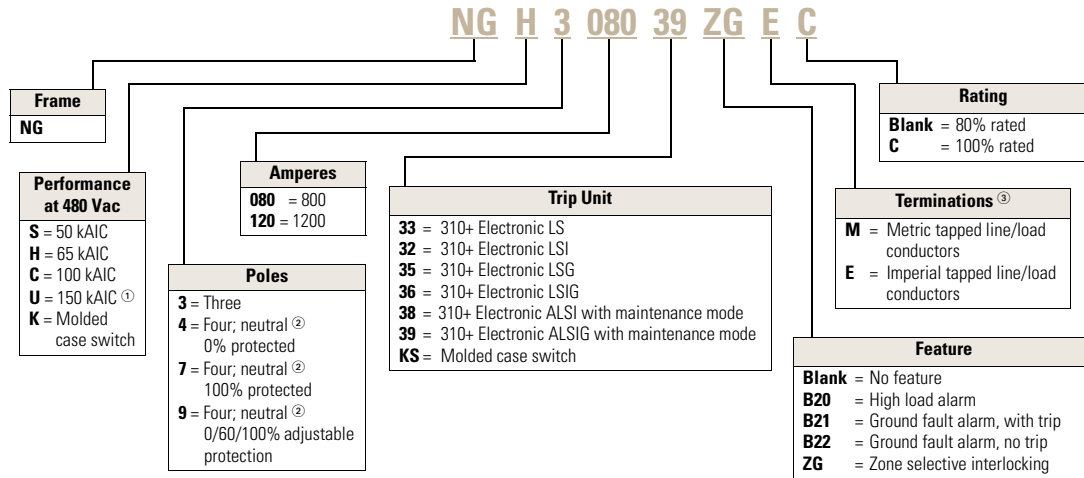 NG H 3 080 39 ZG E C
Frame
NG
Performance
at 480 Vac
S = 50 kAIC
H = 65 kAIC
C = 100 kAIC
U = 150 kAIC ①
K = Molded
case switch
Poles
3 = Three
4 = Four; neutral ②
0% protected
7 = Four; neutral ②
100% protected
9 = Four; neutral ②
0/60/100% adjustable
protection
Amperes
080 = 800
120 = 1200
Trip Unit
33 = 310+ Electronic LS
32 = 310+ Electronic LSI
35 = 310+ Electronic LSG
36 = 310+ Electronic LSIG
38 = 310+ Electronic ALSI with maintenance mode
39 = 310+ Electronic ALSIG with maintenance mode
KS = Molded case switch
Rating
Blank = 80% rated
C = 100% rated
Terminations ③
M = Metric tapped line/load
conductors
E = Imperial tapped line/load
conductors
Feature
Blank = No feature
B20 = High load alarm
B21 = Ground fault alarm, with trip
B22 = Ground fault alarm, no trip
ZG = Zone selective interlocking